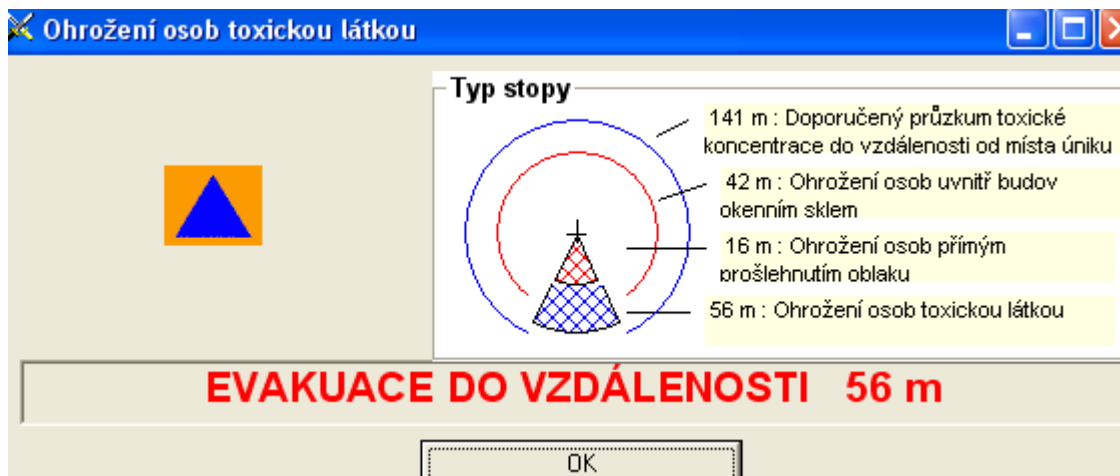 Ohrožení osob toxickou látkou
Typ stopy
141 m : Doporučený průzkum toxické
koncentrace do vzdálenosti od místa úniku
42 m : Ohrožení osob uvnitř budov
okenním sklem
16 m : Ohrožení osob přímým
prošlehnutím oblaku
56 m : Ohrožení osob toxickou látkou
EVAKUACE DO VZDÁLENOSTI 56 m
OK